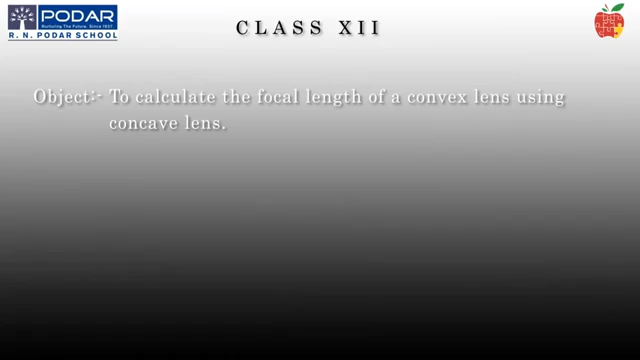 PODAR
Nurturing The Future. Since 1927
R. N. PODAR SCHOOL
CLASS XII
Object:- To calculate the focal length of a convex lens using
concave lens.